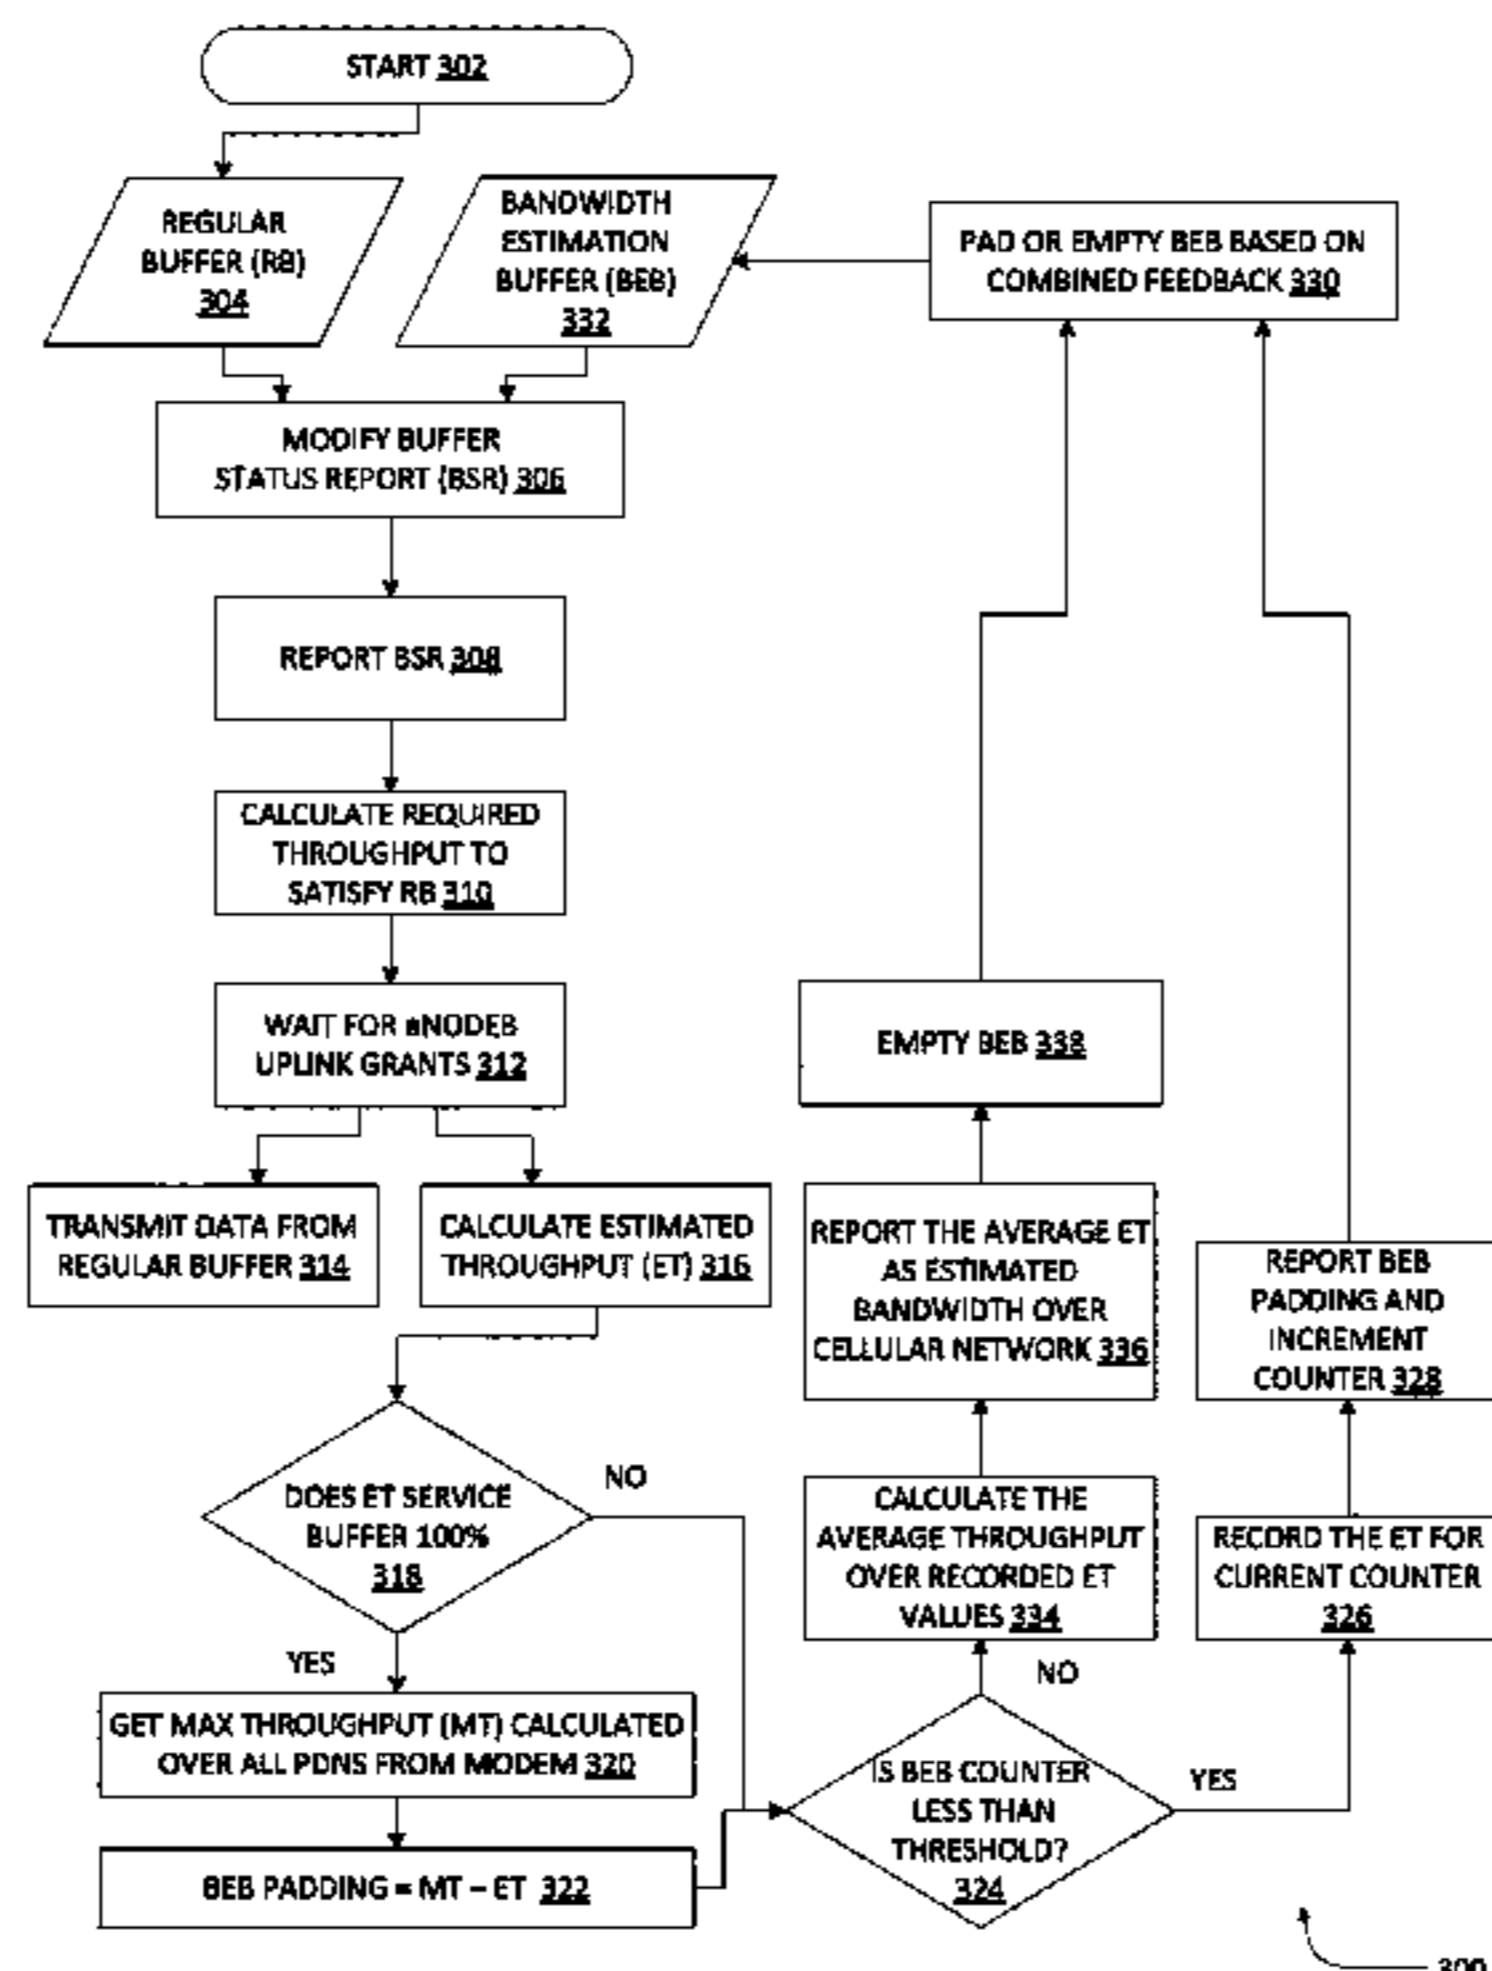 START 302
REGULAR
BUFFER (RB)
304
BANDWIDTH
ESTIMATION
BUFFER (BEB)
332
PAD OR EMPTY BEB BASED ON
COMBINED FEEDBACK 330
MODIFY BUFFER
STATUS REPORT (BSR) 306
REPORT BSR 308
CALCULATE REQUIRED
THROUGHPUT TO
SATISFY RB 310
WAIT FOR eNODEB
UPLINK GRANTS 312
EMPTY BEB 338
TRANSMIT DATA FROM
REGULAR BUFFER 314
CALCULATE ESTIMATED
THROUGHPUT (ET) 316
REPORT THE AVERAGE ET
AS ESTIMATED
BANDWIDTH OVER
CELLULAR NETWORK 336
REPORT BEB
PADDING AND
INCREMENT
COUNTER 328
DOES ET SERVICE
BUFFER 100%
318
NO
YES
CALCULATE THE
AVERAGE THROUGHPUT
OVER RECORDED ET
VALUES 334
RECORD THE ET FOR
CURRENT COUNTER
326
NO
GET MAX THROUGHPUT (MT) CALCULATED
OVER ALL PDNS FROM MODEM 320
IS BEB COUNTER
LESS THAN
THRESHOLD?
324
YES
BEB PADDING = MT – ET 322
300